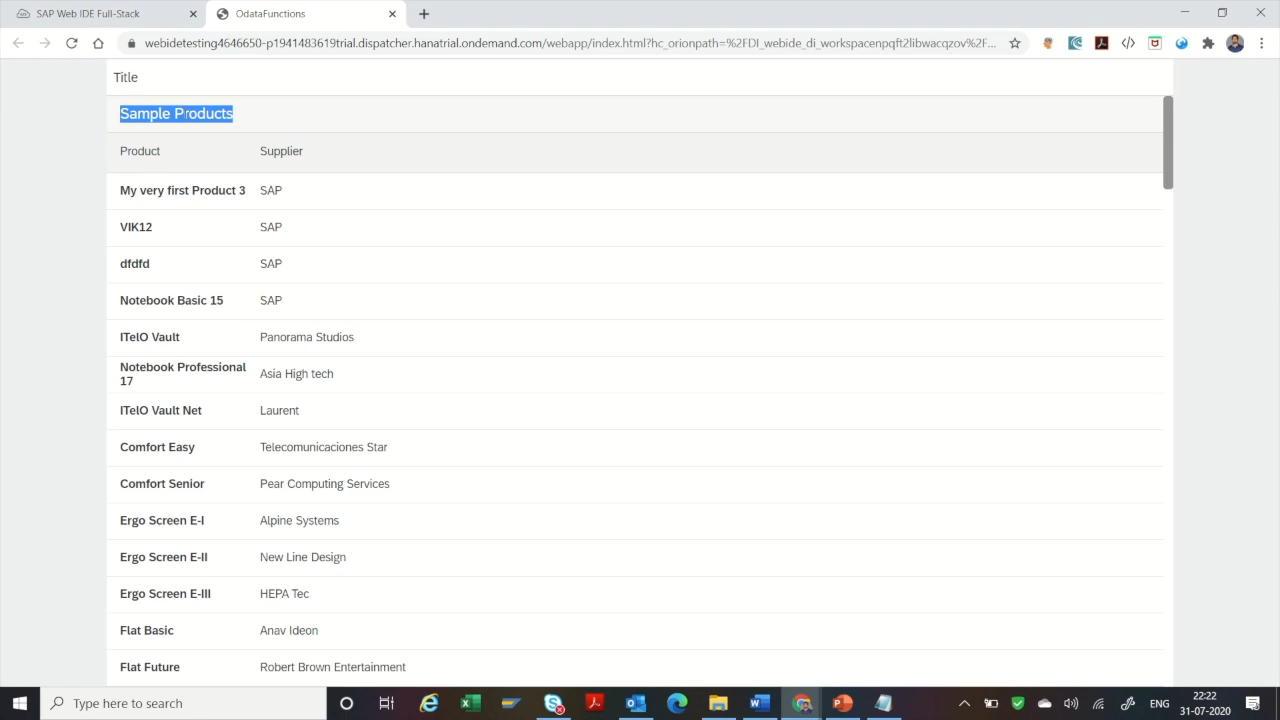 SAP Web IDE Full-Stack
OdataFunctions
webidetesting4646650-p1941483619trial.dispatcher.hanatrial.ondemand.com/webapp/index.html?hc_orionpath=%2FDI_webide_di_workspacenpqft2libwacqzov%2F...
Title
Sample Products
Product Supplier
My very first Product 3 SAP
VIK12 SAP
dfdfd SAP
Notebook Basic 15 SAP
ITelO Vault Panorama Studios
Notebook Professional
17 Asia High tech
ITelO Vault Net Laurent
Comfort Easy Telecomunicaciones Star
Comfort Senior Pear Computing Services
Ergo Screen E-I Alpine Systems
Ergo Screen E-II New Line Design
Ergo Screen E-III HEPA Tec
Flat Basic Anav Ideon
Flat Future Robert Brown Entertainment
Type here to search
ENG
22:22
31-07-2020